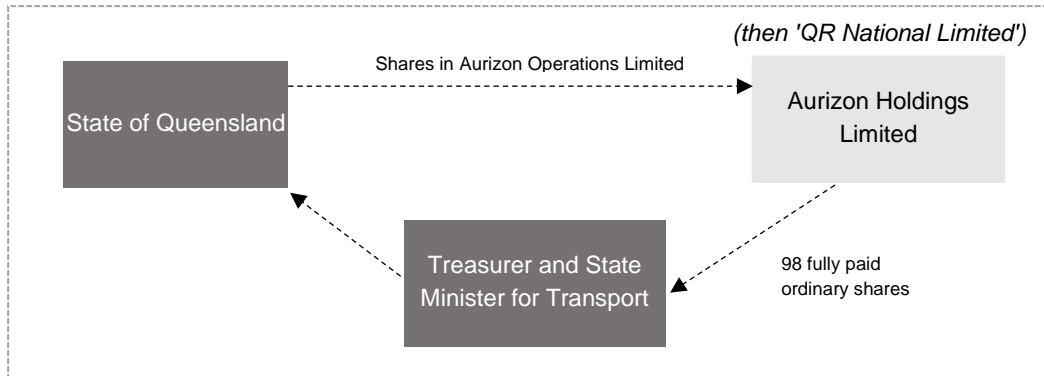 (then 'QR National Limited')
Shares in Aurizon Operations Limited
State of Queensland
Aurizon Holdings
Limited
Treasurer and State
Minister for Transport
98 fully paid
ordinary shares